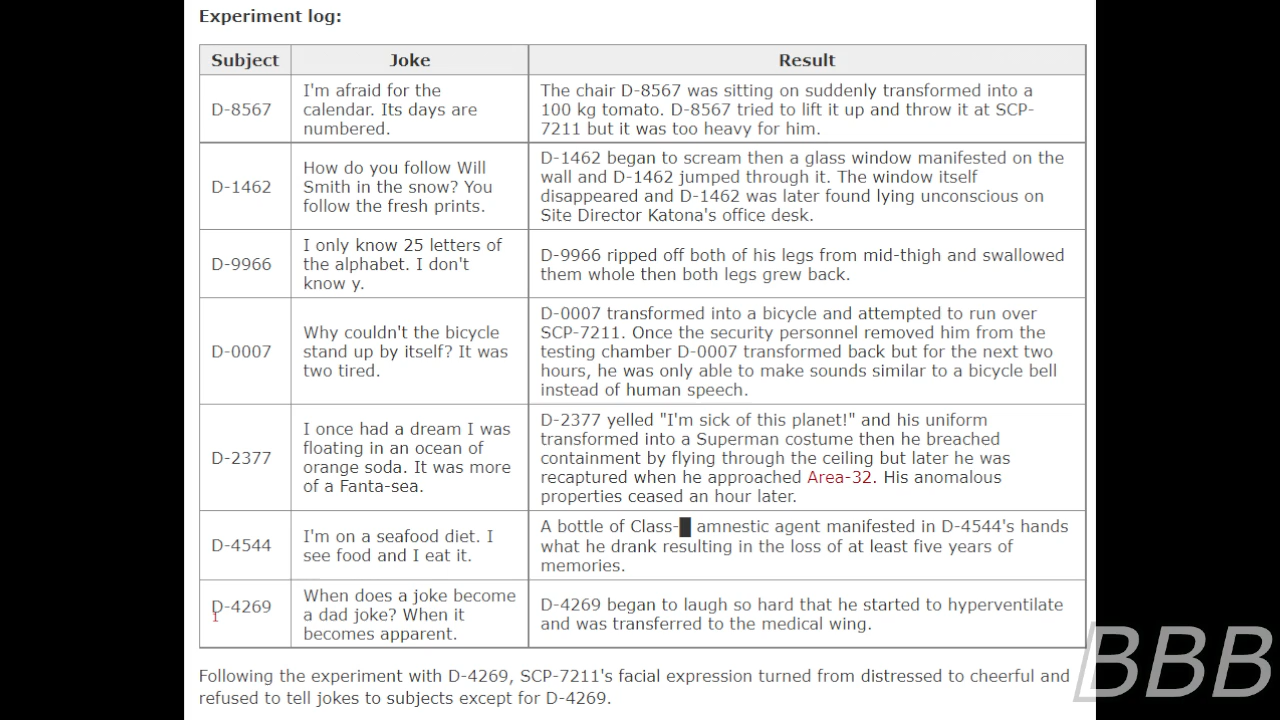 Experiment log:
Subject Joke Result
D-8567
I'm afraid for the
calendar. Its days are
numbered.
The chair D-8567 was sitting on suddenly transformed into a
100 kg tomato. D-8567 tried to lift it up and throw it at SCP-
7211 but it was too heavy for him.
D-1462
How do you follow Will
Smith in the snow? You
follow the fresh prints.
D-1462 began to scream then a glass window manifested on the
wall and D-1462 jumped through it. The window itself
disappeared and D-1462 was later found lying unconscious on
Site Director Katona's office desk.
D-9966
I only know 25 letters of
the alphabet. I don't
know y.
D-9966 ripped off both of his legs from mid-thigh and swallowed
them whole then both legs grew back.
D-0007
Why couldn't the bicycle
stand up by itself? It was
two tired.
D-0007 transformed into a bicycle and attempted to run over
SCP-7211. Once the security personnel removed him from the
testing chamber D-0007 transformed back but for the next two
hours, he was only able to make sounds similar to a bicycle bell
instead of human speech.
D-2377
I once had a dream I was
floating in an ocean of
orange soda. It was more
of a Fanta-sea.
D-2377 yelled "I'm sick of this planet!" and his uniform
transformed into a Superman costume then he breached
containment by flying through the ceiling but later he was
recaptured when he approached Area-32. His anomalous
properties ceased an hour later.
D-4544
I'm on a seafood diet. I
see food and I eat it.
A bottle of Class-█ amnestic agent manifested in D-4544's hands
what he drank resulting in the loss of at least five years of
memories.
D-4269
1
When does a joke become
a dad joke? When it
becomes apparent.
D-4269 began to laugh so hard that he started to hyperventilate
and was transferred to the medical wing.
Following the experiment with D-4269, SCP-7211's facial expression turned from distressed to cheerful and
refused to tell jokes to subjects except for D-4269.
BBB